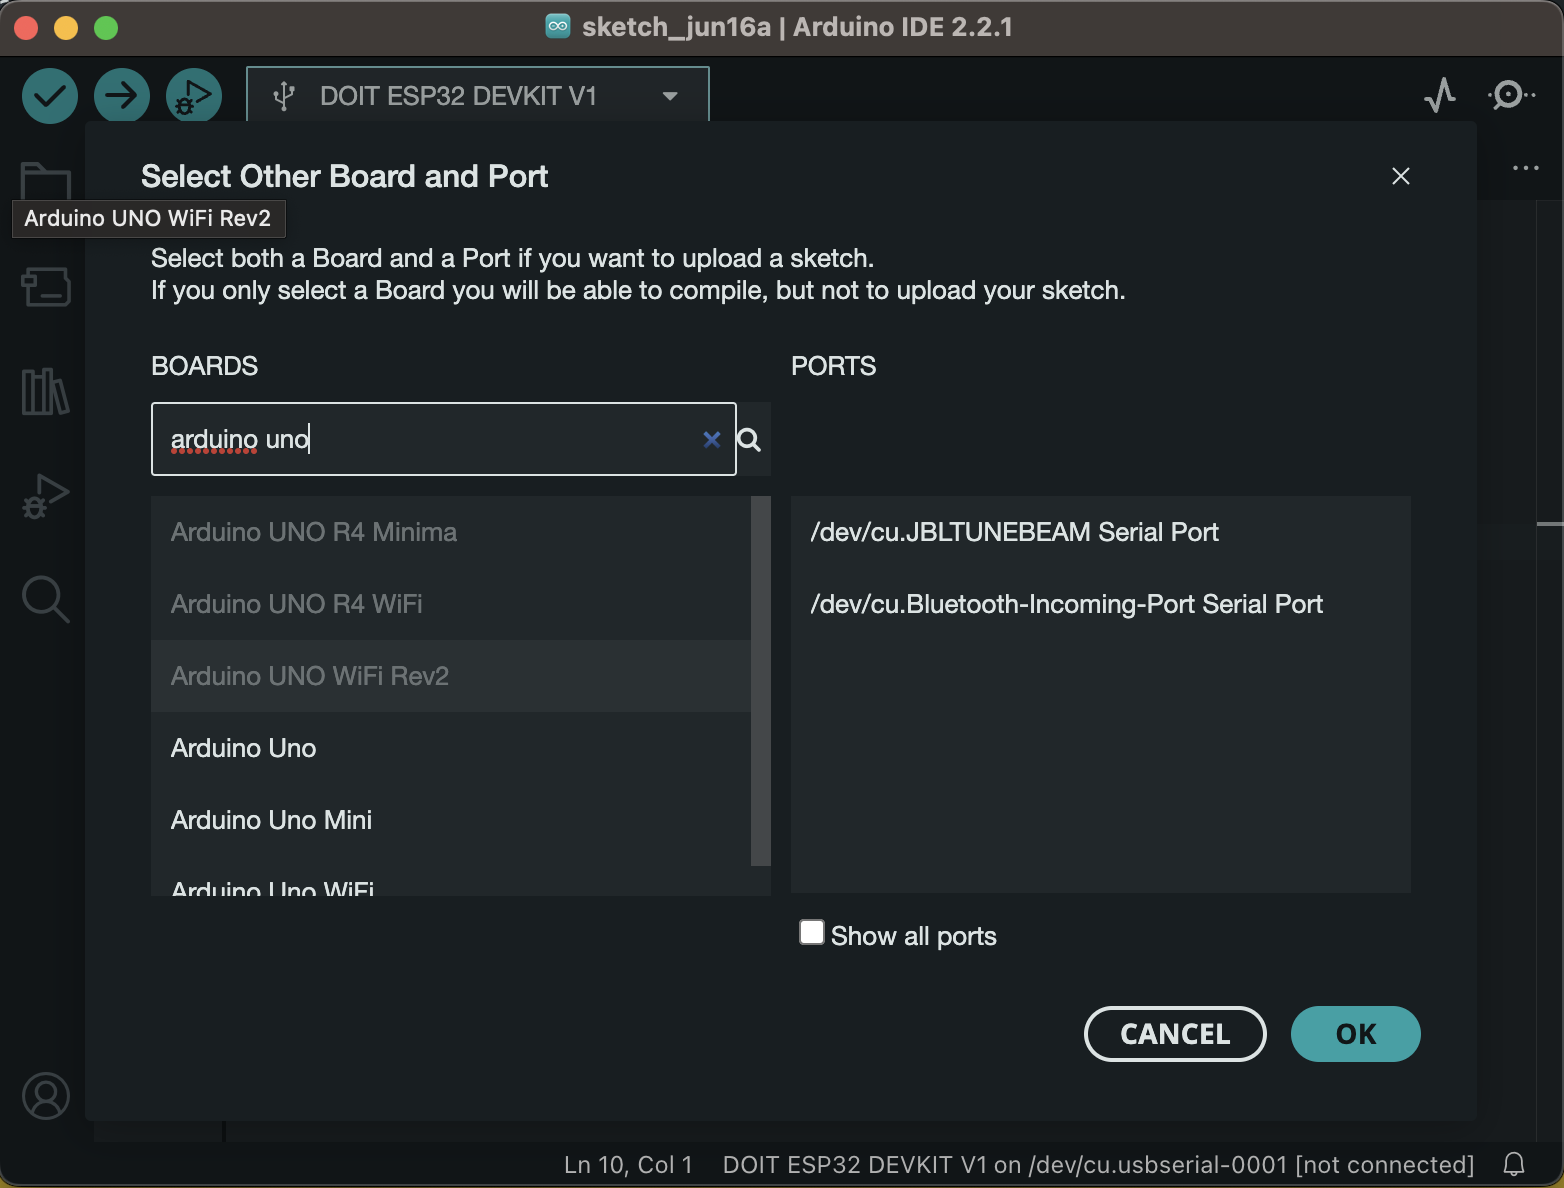 sketch_jun16a | Arduino IDE 2.2.1
DOIT ESP32 DEVKIT V1
Select Other Board and Port
Arduino UNO WiFi Rev2
Select both a Board and a Port if you want to upload a sketch.
If you only select a Board you will be able to compile, but not to upload your sketch.
BOARDS
PORTS
arduino uno
Arduino UNO R4 Minima
Arduino UNO R4 WiFi
Arduino UNO WiFi Rev2
Arduino Uno
Arduino Uno Mini
Arduino Uno WiFi
/dev/cu.JBLTUNEBEAM Serial Port
/dev/cu.Bluetooth-Incoming-Port Serial Port
Show all ports
CANCEL
OK
Ln 10, Col 1
DOIT ESP32 DEVKIT V1 on /dev/cu.usbserial-0001 [not connected]